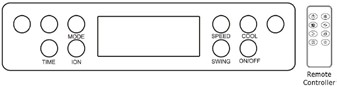 MODE SPEED COOL
TIME ION SWING ON/OFF
Remote
Controller